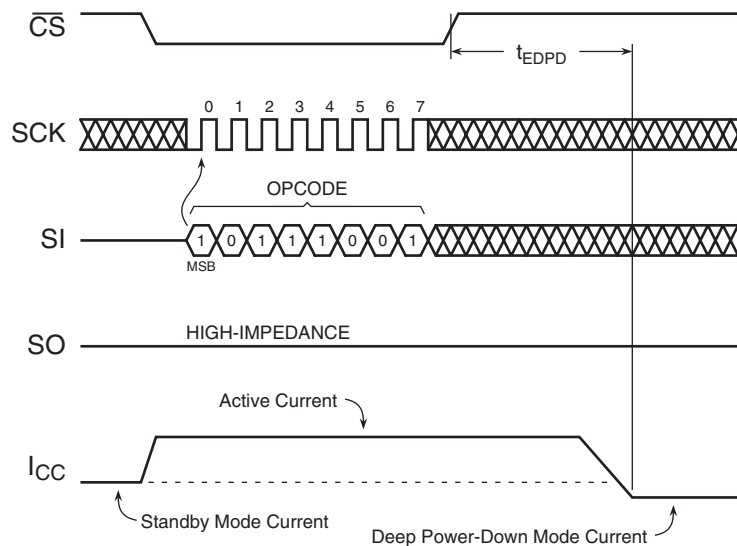 CS
tEDPD
0 1 2 3 4 5 6 7
SCK
OPCODE
SI
1 0 1 1 1 0 0 1
MSB
HIGH-IMPEDANCE
SO
Active Current
ICC
Standby Mode Current
Deep Power-Down Mode Current